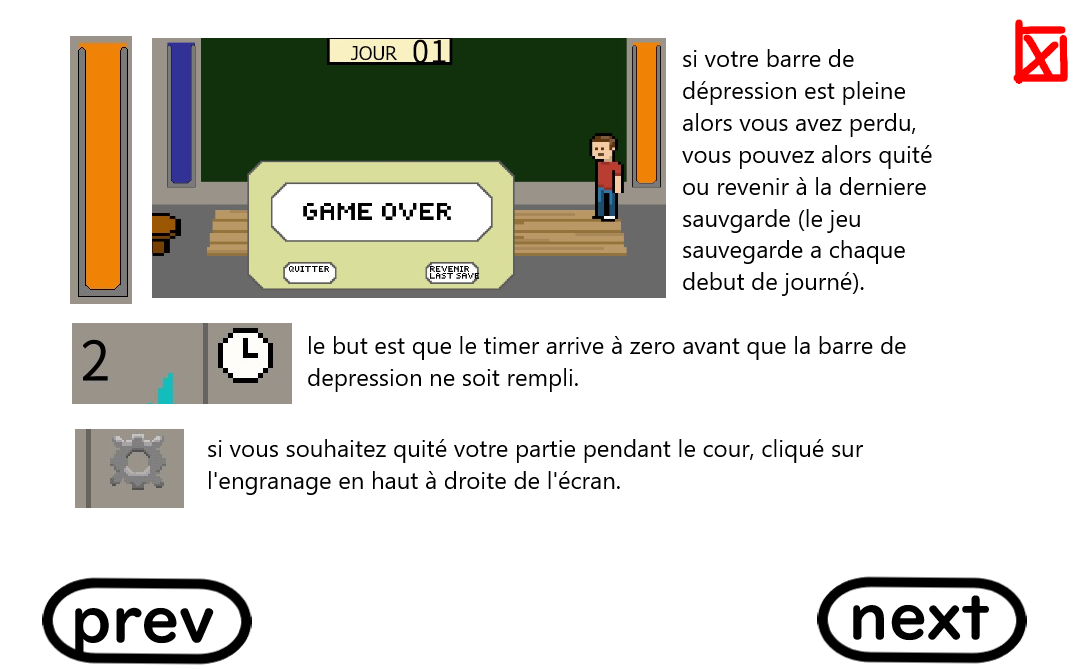 JOUR 01
GAME OVER
QUITTER
REVENIR
LAST SAVE
si votre barre de
dépression est pleine
alors vous avez perdu,
vous pouvez alors quité
ou revenir à la derniere
sauvgarde (le jeu
sauvegarde a chaque
debut de journé).
2
le but est que le timer arrive à zero avant que la barre de
depression ne soit rempli.
si vous souhaitez quité votre partie pendant le cour, cliqué sur
l'engranage en haut à droite de l'écran.
prev
next